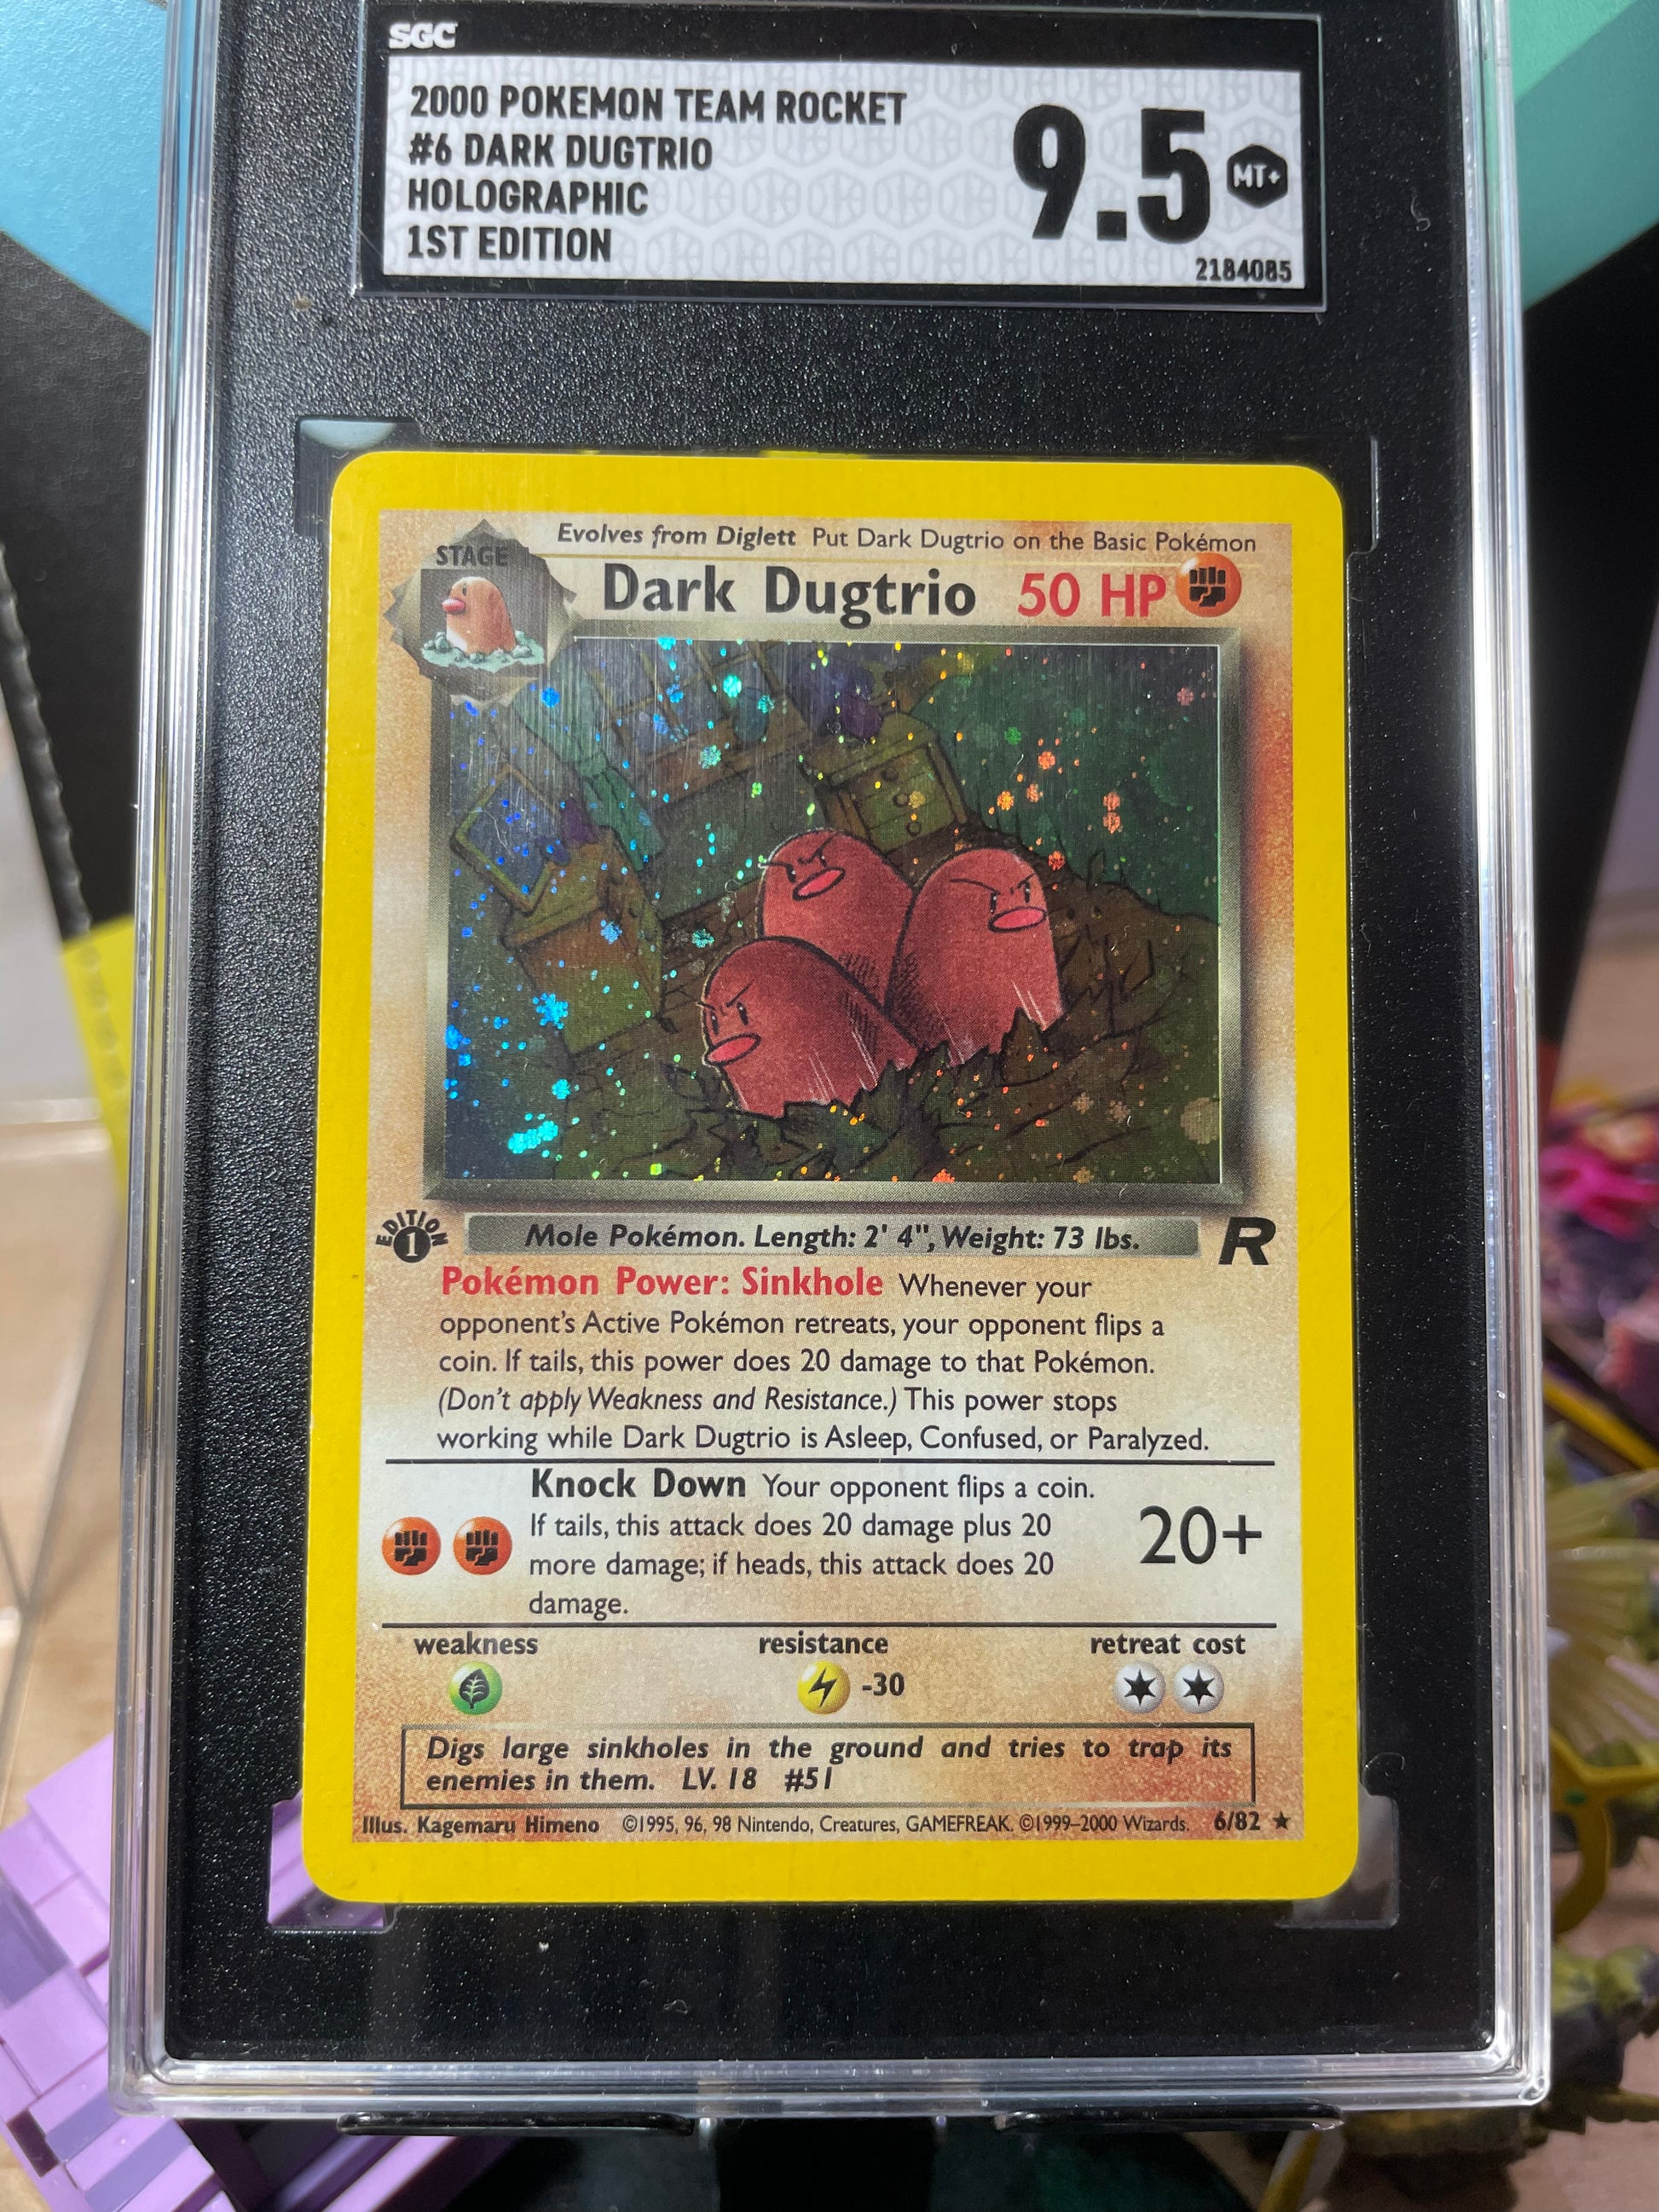 SGC
2000 POKEMON TEAM ROCKET
#6 DARK DUGTRIO
HOLOGRAPHIC
1ST EDITION
9.5
MT+
2184085
Evolves from Diglett Put Dark Dugtrio on the Basic Pokémon
STAGE 1
Dark Dugtrio 50 HP
EDITION
1
Mole Pokémon. Length: 2' 4", Weight: 73 lbs.
R
Pokémon Power: Sinkhole Whenever your
opponent's Active Pokémon retreats, your opponent flips a
coin. If tails, this power does 20 damage to that Pokémon.
(Don't apply Weakness and Resistance.) This power stops
working while Dark Dugtrio is Asleep, Confused, or Paralyzed.
Knock Down Your opponent flips a coin.
If tails, this attack does 20 damage plus 20
more damage; if heads, this attack does 20
damage.
20+
weakness resistance retreat cost
-30
Digs large sinkholes in the ground and tries to trap its
enemies in them. LV. 18 #51
Illus. Kagemaru Himeno ©1995, 96, 98 Nintendo, Creatures, GAMEFREAK. ©1999–2000 Wizards. 6/82 ★